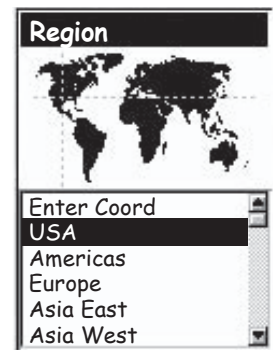 Region
Enter Coord
USA
Americas
Europe
Asia East
Asia West